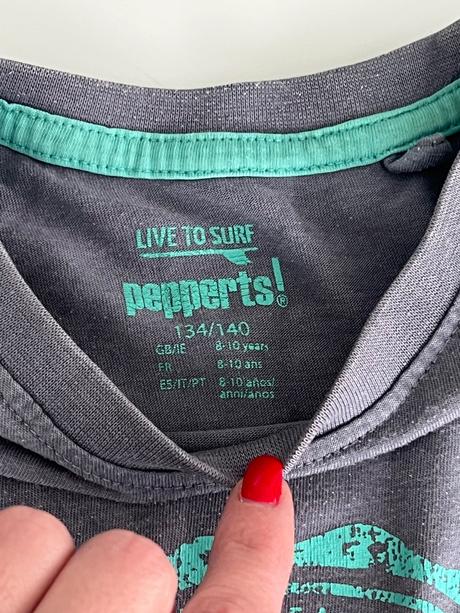 LIVE TO SURF
pepperts!®
134/140
GB/IE 8-10 years
FR 8-10 ans
ES/IT/PT 8-10 años/
anni/anos